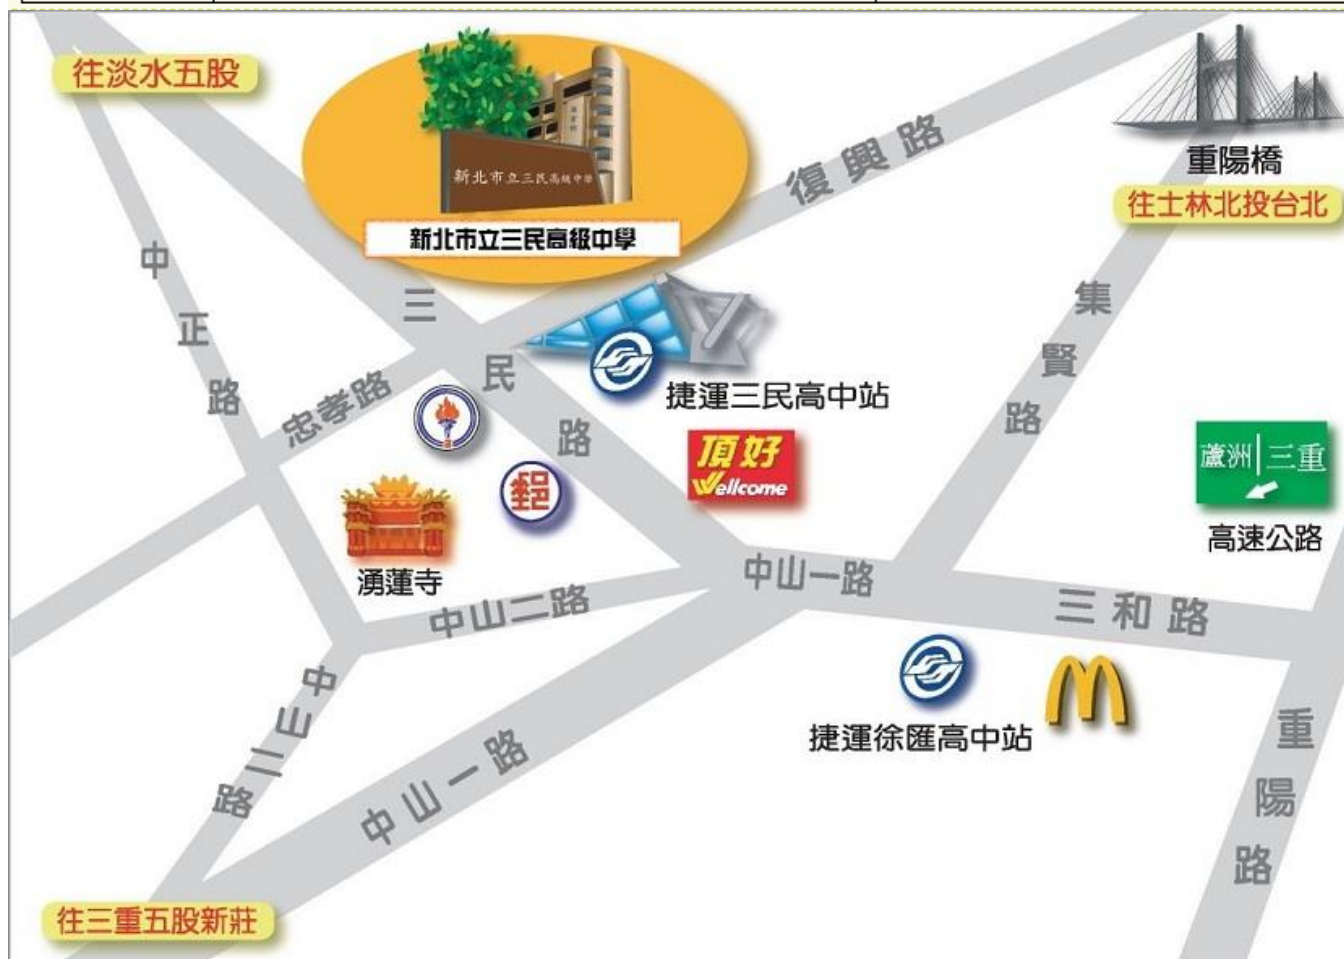 往淡水五股
新北市立三民高級中學
新北市立三民高級中學
復興路
重陽橋
往士林北投台北
中正路
三民路
忠孝路
捷運三民高中站
集賢路
頂好
Wellcome
郵
湧蓮寺
蘆洲 三重
高速公路
中山二路
中山一路
三和路
中山二路
中山一路
捷運徐匯高中站
重陽路
往三重五股新莊